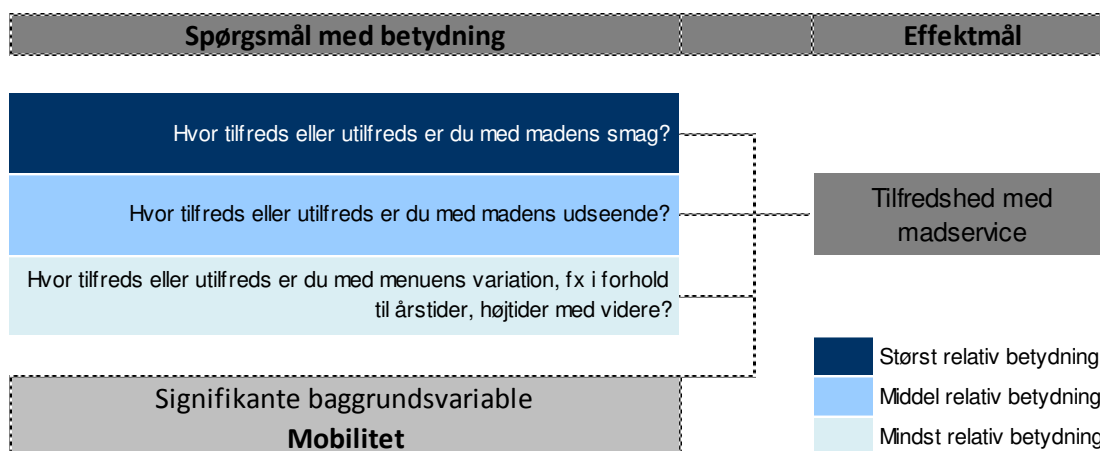 Spørgsmål med betydning
Effektmål
Hvor tilfreds eller utilfreds er du med madens smag?
Hvor tilfreds eller utilfreds er du med madens udseende?
Hvor tilfreds eller utilfreds er du med menuens variation, fx i forhold
til årstider, højtider med videre?
Tilfredshed med
madservice
Signifikante baggrundsvariable
Mobilitet
Størst relativ betydning
Middel relativ betydning
Mindst relativ betydning